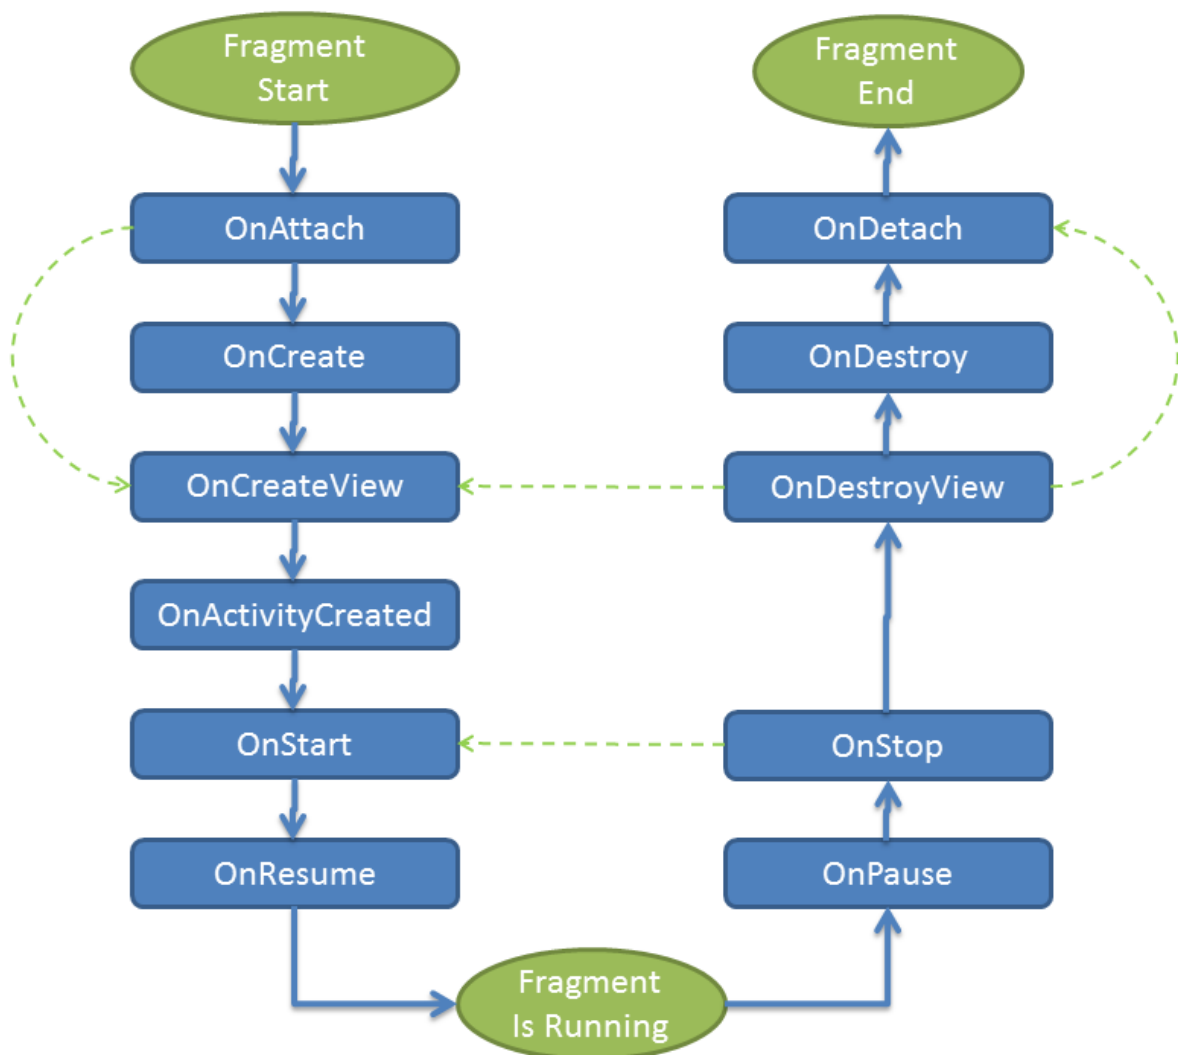 Fragment
Start
OnAttach
OnCreate
OnCreateView
OnActivityCreated
OnStart
OnResume
Fragment
Is Running
OnPause
OnStop
OnDestroyView
OnDestroy
OnDetach
Fragment
End